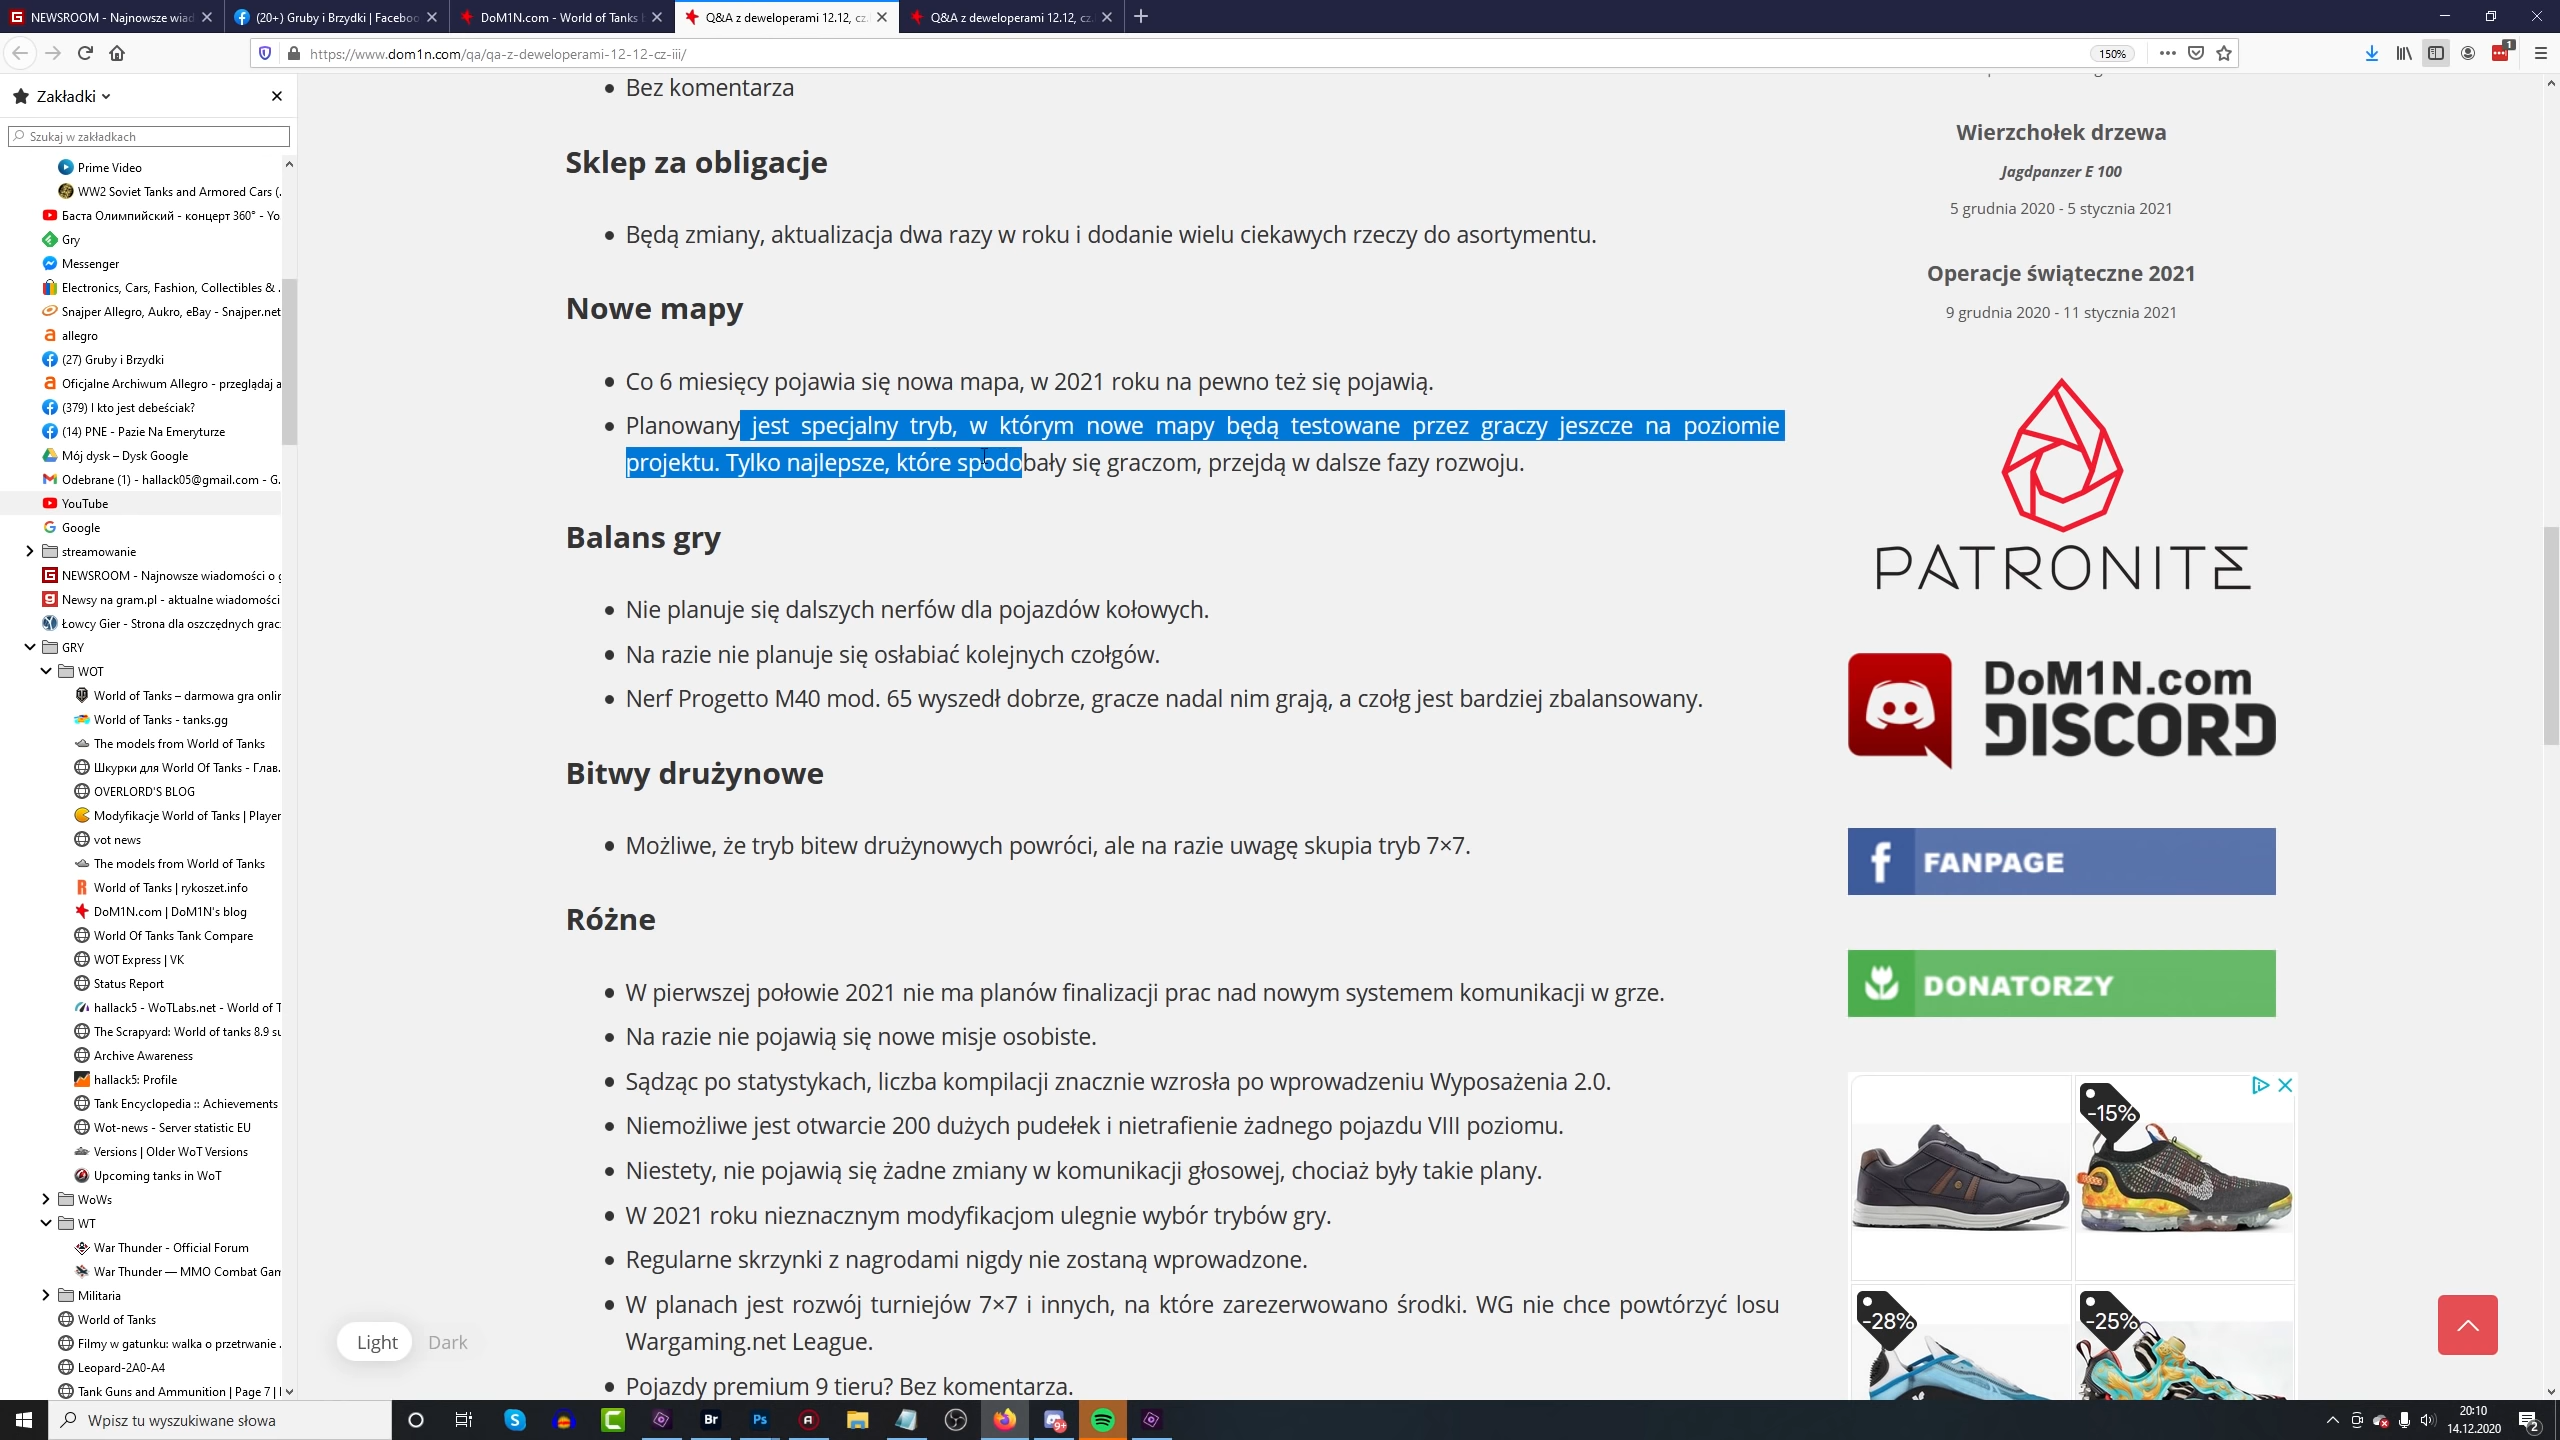 NEWSROOM - Najnowsze wiad
(20+) Gruby i Brzydki | Faceboo
DoM1N.com - World of Tanks
Q&A z deweloperami 12.12, cz.
Q&A z deweloperami 12.12, cz.
https://www.dom1n.com/qa/qa-z-deweloperami-12-12-cz-iii/
150%
1
Zakładki
Szukaj w zakładkach
Prime Video
WW2 Soviet Tanks and Armored Cars (.
Баста Олимпийский - концерт 360° - Yo
Gry
Messenger
Electronics, Cars, Fashion, Collectibles & .
Snajper Allegro, Aukro, eBay - Snajper.net
allegro
(27) Gruby i Brzydki
Oficjalne Archiwum Allegro - przeglądaj a
(379) I kto jest debeściak?
(14) PNE - Pazie Na Emeryturze
Mój dysk – Dysk Google
Odebrane (1) - hallack05@gmail.com - G.
YouTube
Google
streamowanie
NEWSROOM - Najnowsze wiadomości o g
Newsy na gram.pl - aktualne wiadomości
Łowcy Gier - Strona dla oszczędnych grac
GRY
WOT
World of Tanks – darmowa gra onlin
World of Tanks - tanks.gg
The models from World of Tanks
Шкурки для World Of Tanks - Глав.
OVERLORD'S BLOG
Modyfikacje World of Tanks | Player
vot news
The models from World of Tanks
World of Tanks | rykoszet.info
DoM1N.com | DoM1N's blog
World Of Tanks Tank Compare
WOT Express | VK
Status Report
hallack5 - WoTLabs.net - World of T
The Scrapyard: World of tanks 8.9 su
Archive Awareness
hallack5: Profile
Tank Encyclopedia :: Achievements
Wot-news - Server statistic EU
Versions | Older WoT Versions
Upcoming tanks in WoT
WoWs
WT
War Thunder - Official Forum
War Thunder — MMO Combat Gam
Militaria
World of Tanks
Filmy w gatunku: walka o przetrwanie .
Leopard-2A0-A4
Tank Guns and Ammunition | Page 7 |
Bez komentarza
Sklep za obligacje
Będą zmiany, aktualizacja dwa razy w roku i dodanie wielu ciekawych rzeczy do asortymentu.
Nowe mapy
Co 6 miesięcy pojawia się nowa mapa, w 2021 roku na pewno też się pojawią.
Planowany jest specjalny tryb, w którym nowe mapy będą testowane przez graczy jeszcze na poziomie
projektu. Tylko najlepsze, które spodobały się graczom, przejdą w dalsze fazy rozwoju.
Balans gry
Nie planuje się dalszych nerfów dla pojazdów kołowych.
Na razie nie planuje się osłabiać kolejnych czołgów.
Nerf Progetto M40 mod. 65 wyszedł dobrze, gracze nadal nim grają, a czołg jest bardziej zbalansowany.
Bitwy drużynowe
Możliwe, że tryb bitew drużynowych powróci, ale na razie uwagę skupia tryb 7×7.
Różne
W pierwszej połowie 2021 nie ma planów finalizacji prac nad nowym systemem komunikacji w grze.
Na razie nie pojawią się nowe misje osobiste.
Sądząc po statystykach, liczba kompilacji znacznie wzrosła po wprowadzeniu Wyposażenia 2.0.
Niemożliwe jest otwarcie 200 dużych pudełek i nietrafienie żadnego pojazdu VIII poziomu.
Niestety, nie pojawią się żadne zmiany w komunikacji głosowej, chociaż były takie plany.
W 2021 roku nieznacznym modyfikacjom ulegnie wybór trybów gry.
Regularne skrzynki z nagrodami nigdy nie zostaną wprowadzone.
W planach jest rozwój turniejów 7×7 i innych, na które zarezerwowano środki. WG nie chce powtórzyć losu
Wargaming.net League.
Pojazdy premium 9 tieru? Bez komentarza.
Light Dark
Wierzchołek drzewa
Jagdpanzer E 100
5 grudnia 2020 - 5 stycznia 2021
Operacje świąteczne 2021
9 grudnia 2020 - 11 stycznia 2021
PATRONITE
DoM1N.com
DISCORD
FANPAGE
DONATORZY
-15%
-28%
-25%
Wpisz tu wyszukiwane słowa
Br
Ps
9+
20:10
14.12.2020
2